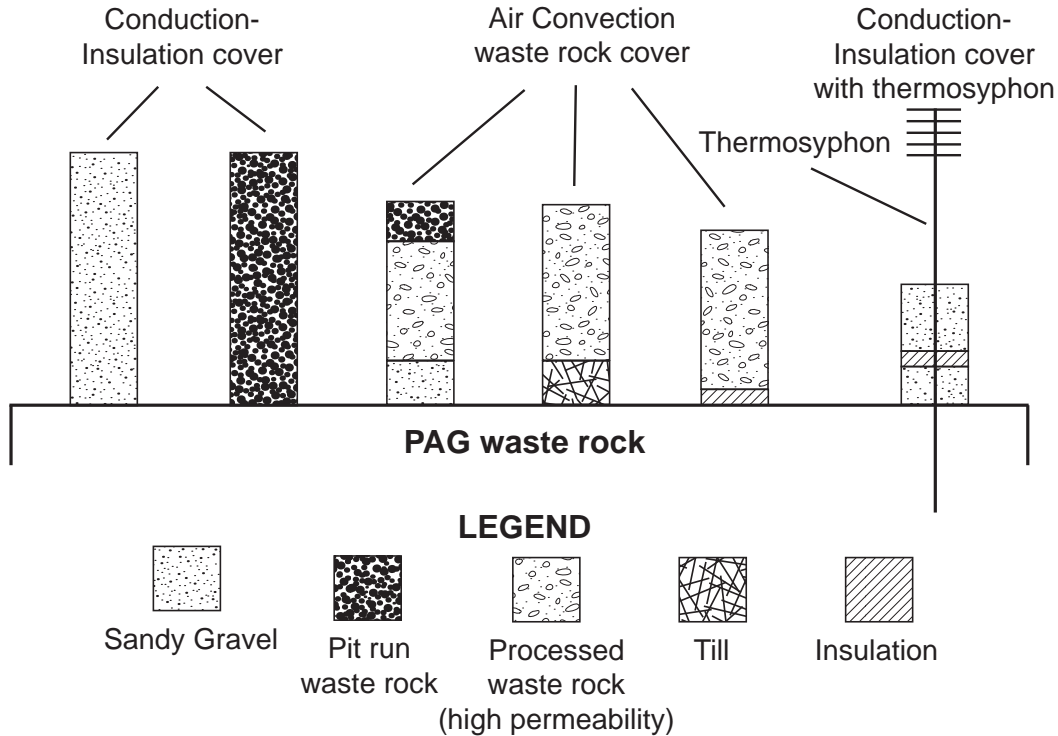 Conduction-
Insulation cover
Air Convection
waste rock cover
Conduction-
Insulation cover
with thermosyphon
Thermosyphon
PAG waste rock
LEGEND
Sandy Gravel
Pit run
waste rock
Processed
waste rock
(high permeability)
Till
Insulation